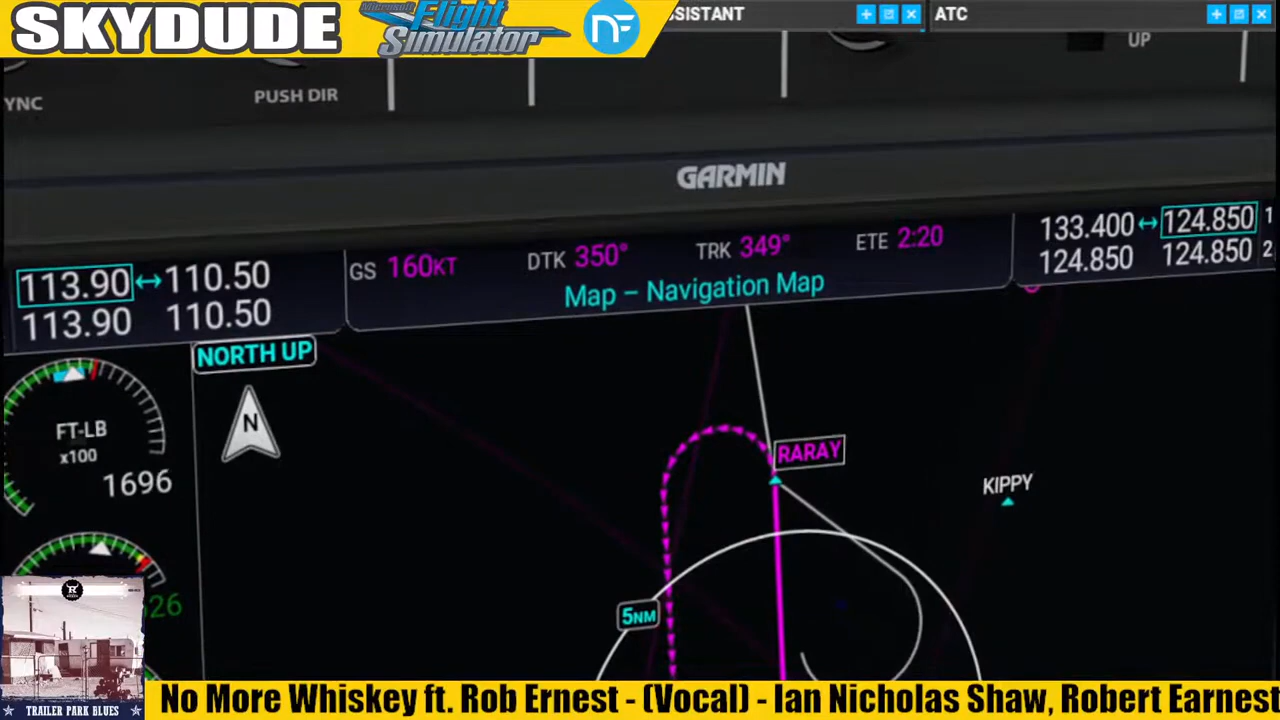 SKYDUDE
Microsoft
Flight
Simulator
SSISTANT
ATC
YNC
PUSH DIR
UP
GARMIN
113.90↔110.50
113.90 110.50
GS 160KT DTK 350° TRK 349° ETE 2:20
Map – Navigation Map
133.400↔124.850 1
124.850 124.850 2
NORTH UP
N
FT-LB
x100
1696
RARAY
KIPPY
5NM
26
TRAILER PARK BLUES
No More Whiskey ft. Rob Ernest - (Vocal) - Ian Nicholas Shaw, Robert Earnest